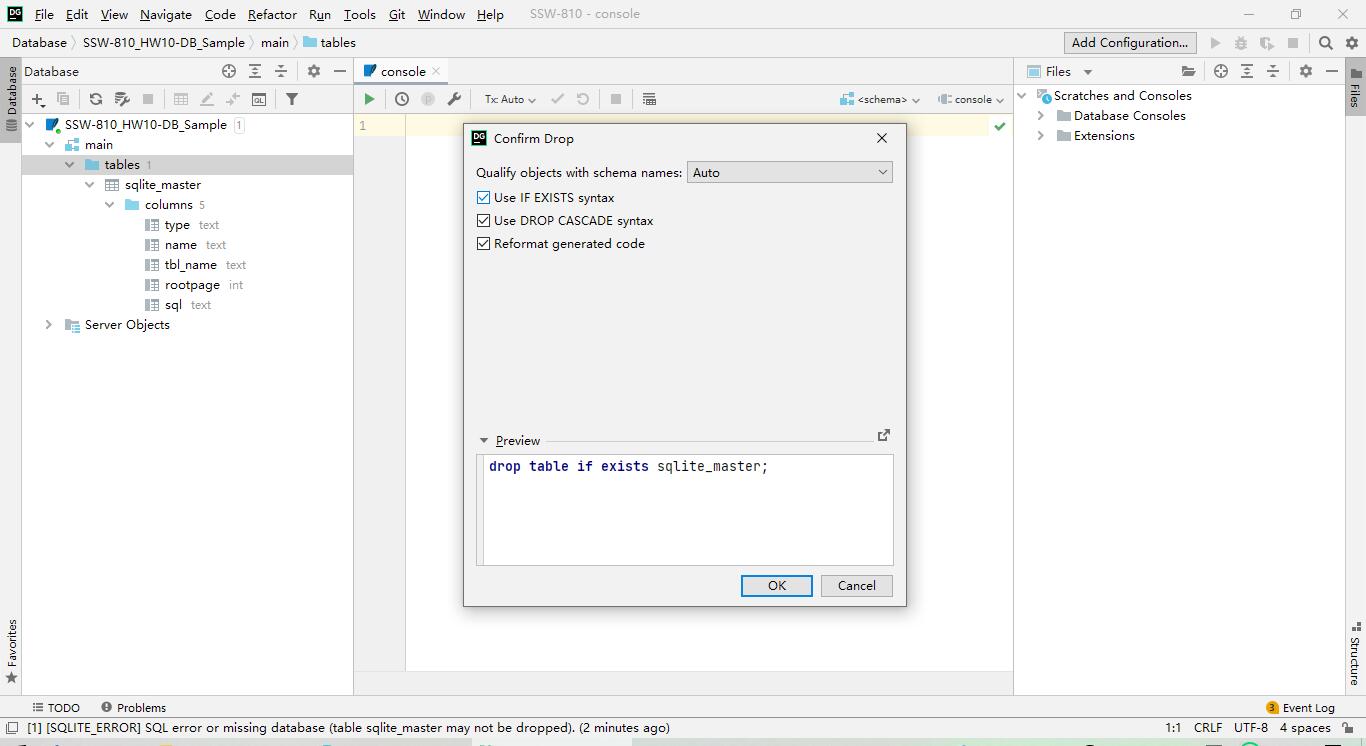 DG File Edit View Navigate Code Refactor Run Tools Git Window Help SSW-810 - console
Database SSW-810_HW10-DB_Sample main tables Add Configuration...
Database
console
Files
Tx: Auto <schema> console
QL
P
SSW-810_HW10-DB_Sample 1
main
tables 1
sqlite_master
columns 5
type text
name text
tbl_name text
rootpage int
sql text
Server Objects
1
DG Confirm Drop
Qualify objects with schema names: Auto
Use IF EXISTS syntax
Use DROP CASCADE syntax
Reformat generated code
Preview
drop table if exists sqlite_master;
OK Cancel
Scratches and Consoles
Database Consoles
Extensions
Database
Favorites
Files
Structure
TODO Problems 3 Event Log
[1] [SQLITE_ERROR] SQL error or missing database (table sqlite_master may not be dropped). (2 minutes ago) 1:1 CRLF UTF-8 4 spaces